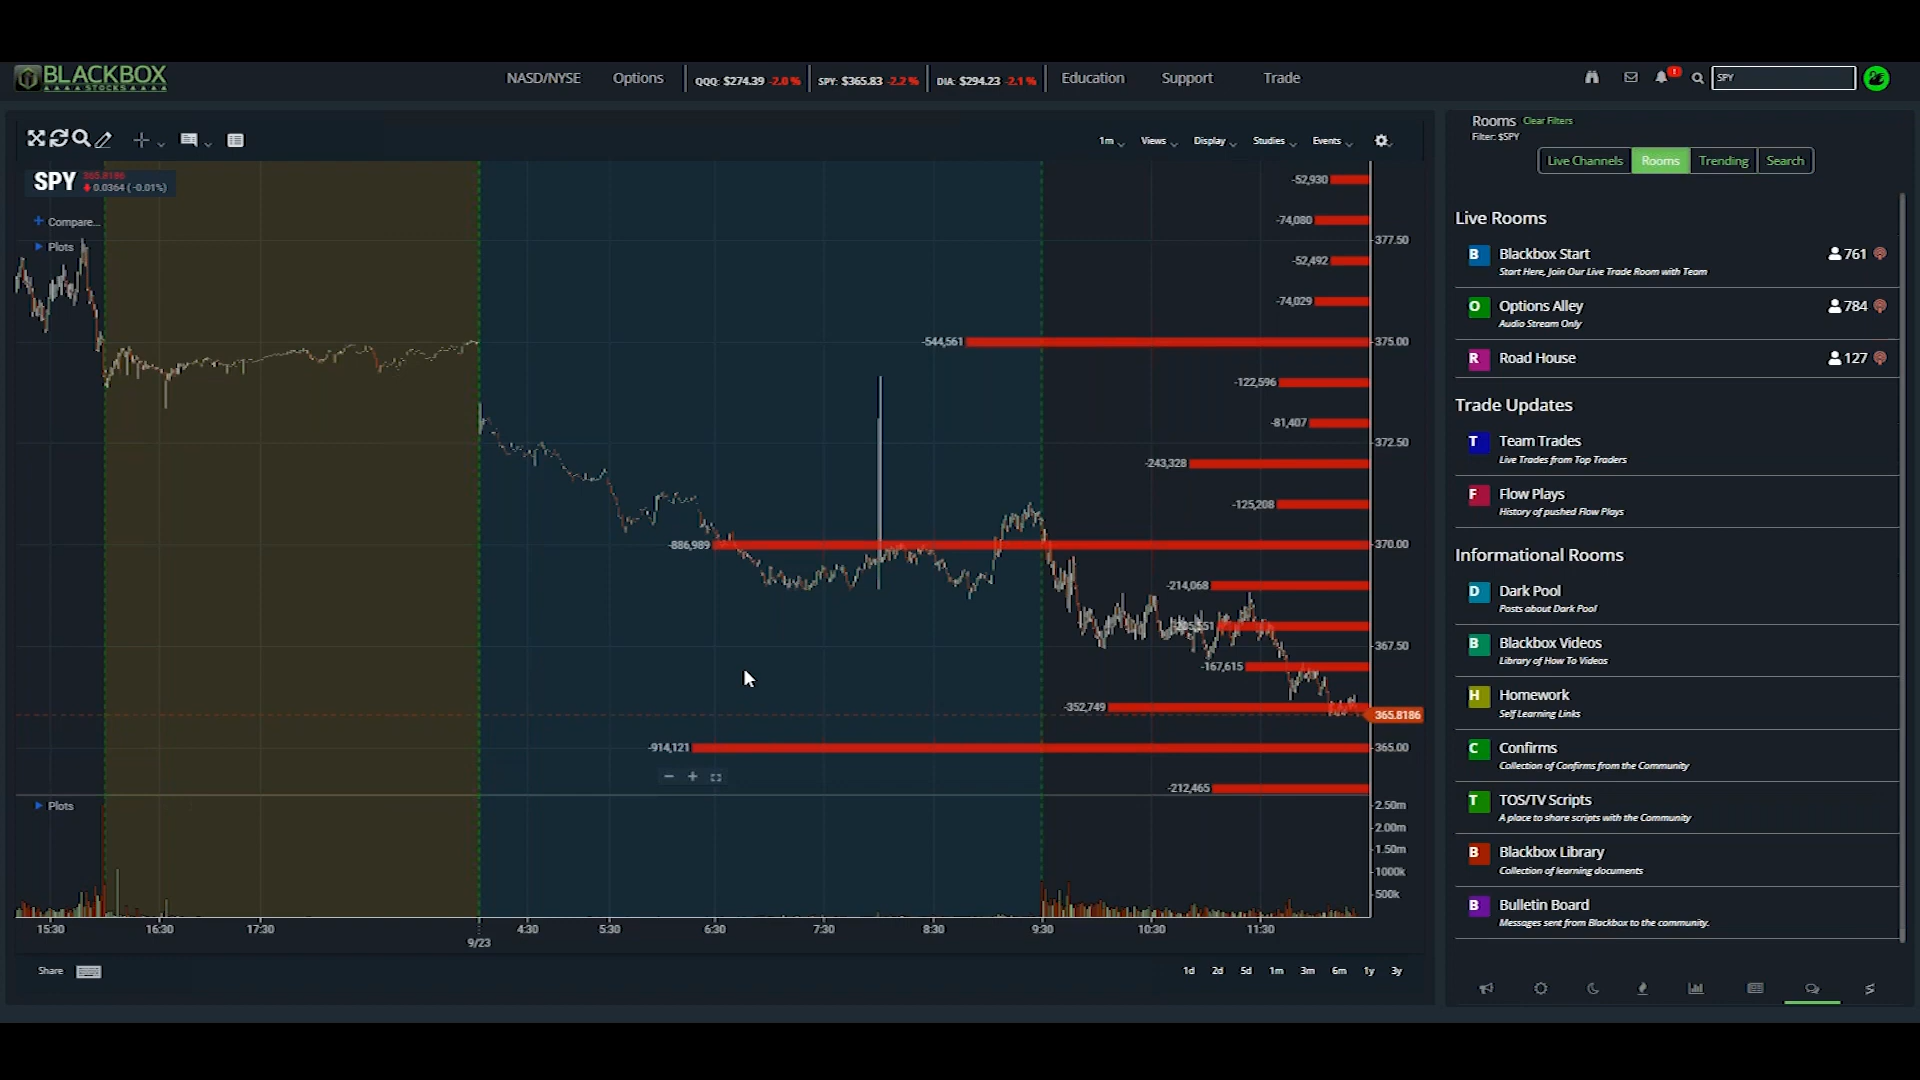 BLACKBOX
STOCKS
NASD/NYSE
Options
QQQ: $274.39 -2.0 %
SPY: $365.83 -2.2 %
DIA: $294.23 -2.1 %
Education
Support
Trade
!
SPY
1m
Views
Display
Studies
Events
SPY
365.8186
0.0364 (-0.01%)
Compare...
Plots
-52,930
-74,080
377.50
-52,492
-74,029
-544,561
375.00
-122,596
-81,407
372.50
-243,328
-125,208
-886,989
370.00
-214,068
367.50
-167,615
-352,749
365.8186
-914,121
365.00
-212,465
Plots
2.50m
2.00m
1.50m
1000k
500k
15:30
16:30
17:30
9/23
4:30
5:30
6:30
7:30
8:30
9:30
10:30
11:30
Share
1d
2d
5d
1m
3m
6m
1y
3y
Rooms Clear Filters
Filter: $SPY
Live Channels
Rooms
Trending
Search
Live Rooms
B
Blackbox Start
761
Start Here, Join Our Live Trade Room with Team
O
Options Alley
784
Audio Stream Only
R
Road House
127
Trade Updates
T
Team Trades
Live Trades from Top Traders
F
Flow Plays
History of pushed Flow Plays
Informational Rooms
D
Dark Pool
Posts about Dark Pool
B
Blackbox Videos
Library of How To Videos
H
Homework
Self Learning Links
C
Confirms
Collection of Confirms from the Community
T
TOS/TV Scripts
A place to share scripts with the Community
B
Blackbox Library
Collection of learning documents
B
Bulletin Board
Messages sent from Blackbox to the community.